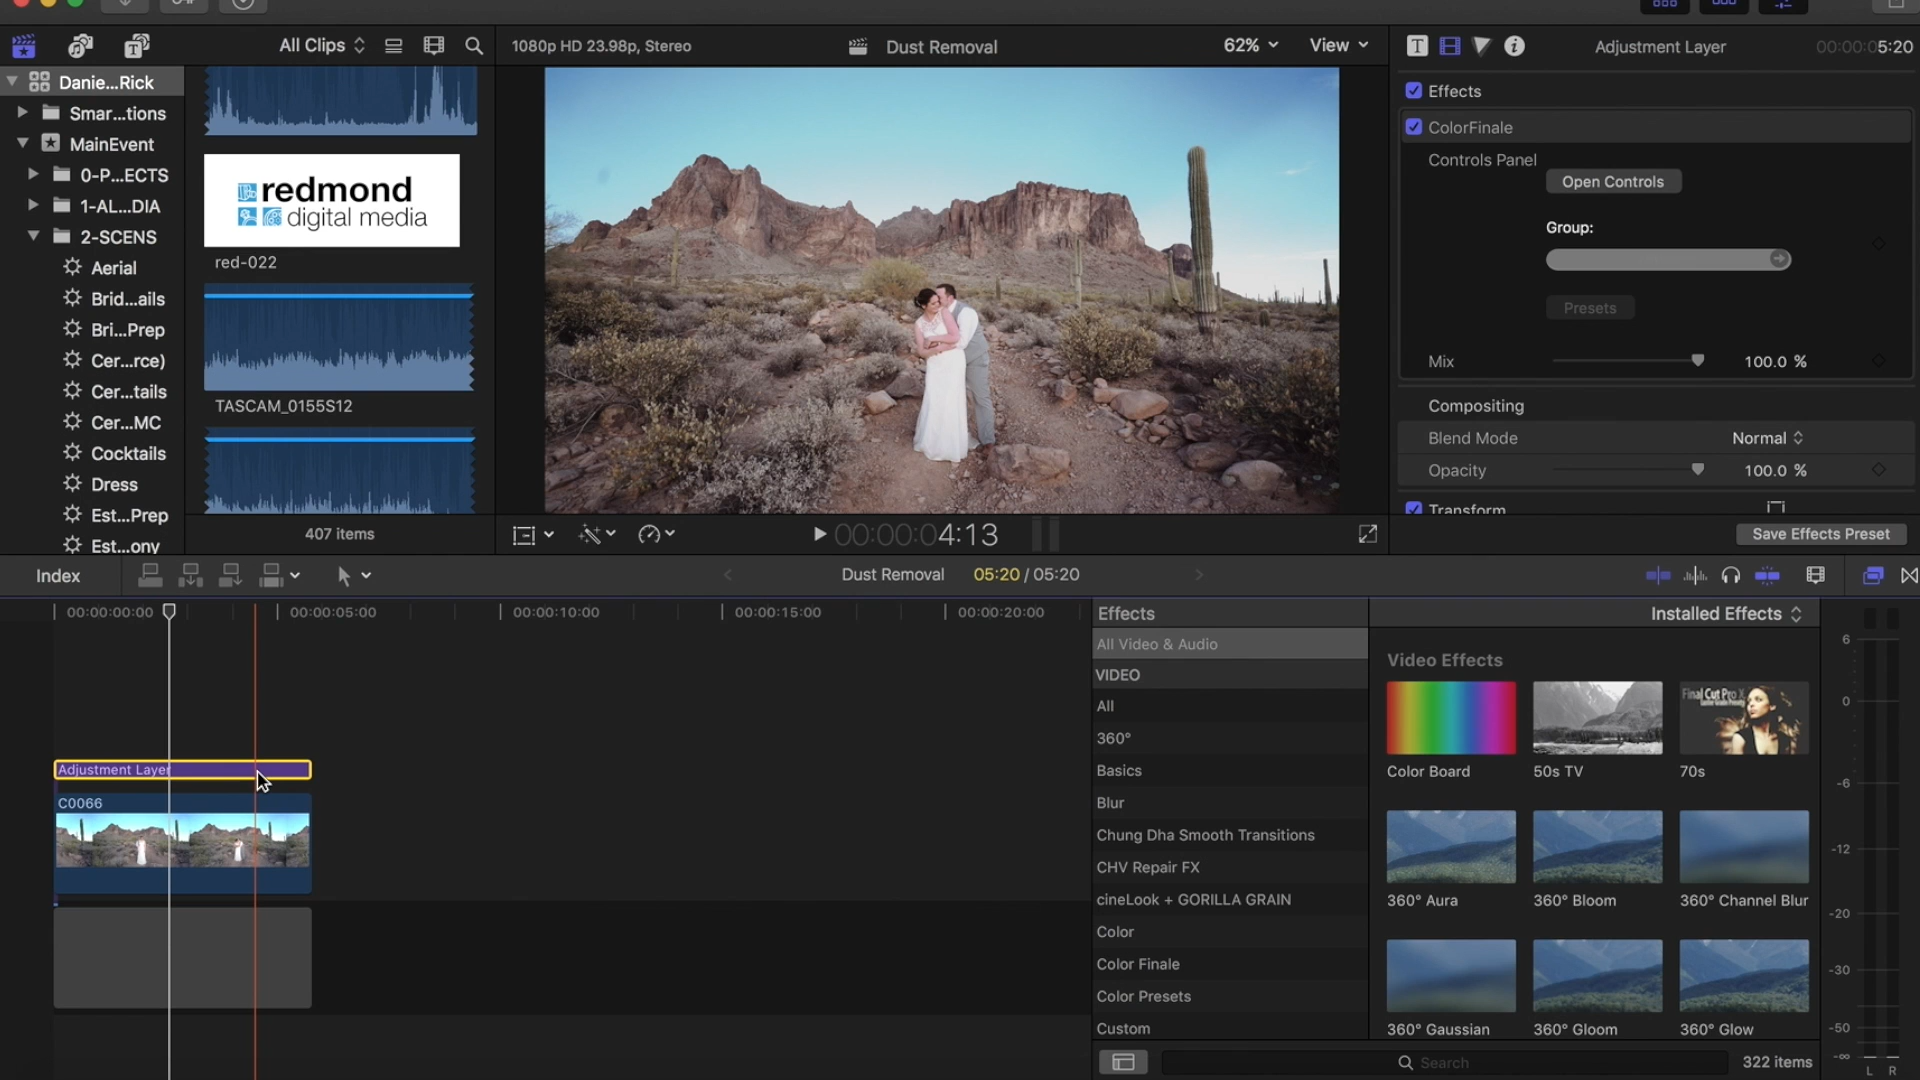 All Clips
1080p HD 23.98p, Stereo
Dust Removal
62%
View
Adjustment Layer
00:00:05:20
Danie...Rick
Smar...tions
MainEvent
0-P...ECTS
1-AL...DIA
2-SCENS
Aerial
Brid...ails
Bri...Prep
Cer...rce)
Cer...tails
Cer...MC
Cocktails
Dress
Est...Prep
Est...ony
redmond
digital media
red-022
TASCAM_0155S12
407 items
00:00:04:13
Effects
ColorFinale
Controls Panel
Open Controls
Group:
Presets
Mix
100.0 %
Compositing
Blend Mode
Normal
Opacity
100.0 %
Transform
Save Effects Preset
Index
Dust Removal
05:20 / 05:20
00:00:00:00
00:00:05:00
00:00:10:00
00:00:15:00
00:00:20:00
Adjustment Layer
C0066
Effects
All Video & Audio
VIDEO
All
360°
Basics
Blur
Chung Dha Smooth Transitions
CHV Repair FX
cineLook + GORILLA GRAIN
Color
Color Finale
Color Presets
Custom
Installed Effects
Video Effects
Final Cut Pro X
Color Board
50s TV
70s
360° Aura
360° Bloom
360° Channel Blur
360° Gaussian
360° Gloom
360° Glow
Search
322 items
6
0
-6
-12
-20
-30
-50
-∞
L R